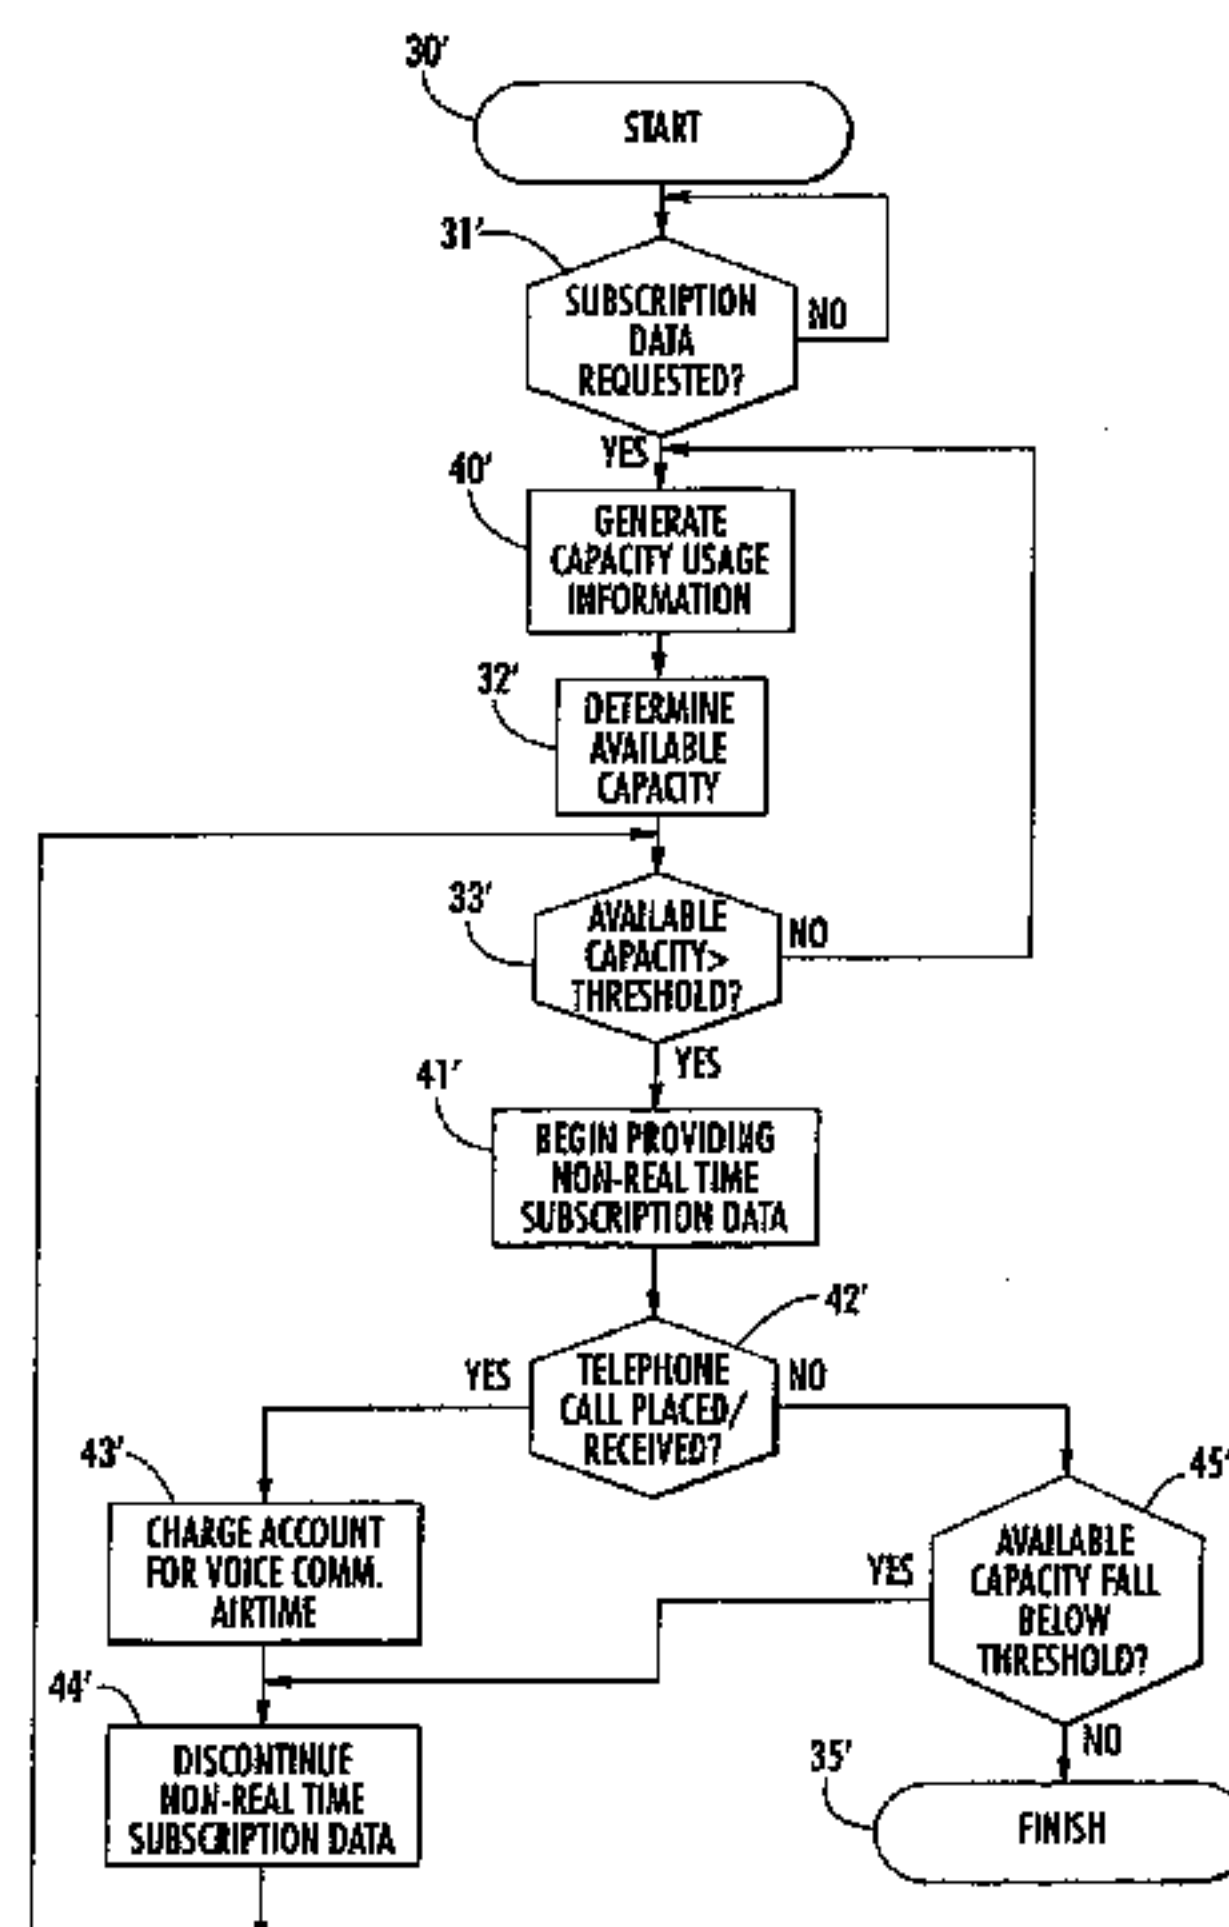 30'
START
31'
SUBSCRIPTION
DATA
REQUESTED?
NO
YES
40'
GENERATE
CAPACITY USAGE
INFORMATION
32'
DETERMINE
AVAILABLE
CAPACITY
33'
AVAILABLE
CAPACITY>
THRESHOLD?
NO
YES
41'
BEGIN PROVIDING
NON-REAL TIME
SUBSCRIPTION DATA
42'
YES
TELEPHONE
CALL PLACED/
RECEIVED?
NO
43'
CHARGE ACCOUNT
FOR VOICE COMM.
AIRTIME
45'
AVAILABLE
CAPACITY FALL
BELOW
THRESHOLD?
YES
NO
44'
DISCONTINUE
NON-REAL TIME
SUBSCRIPTION DATA
35'
FINISH